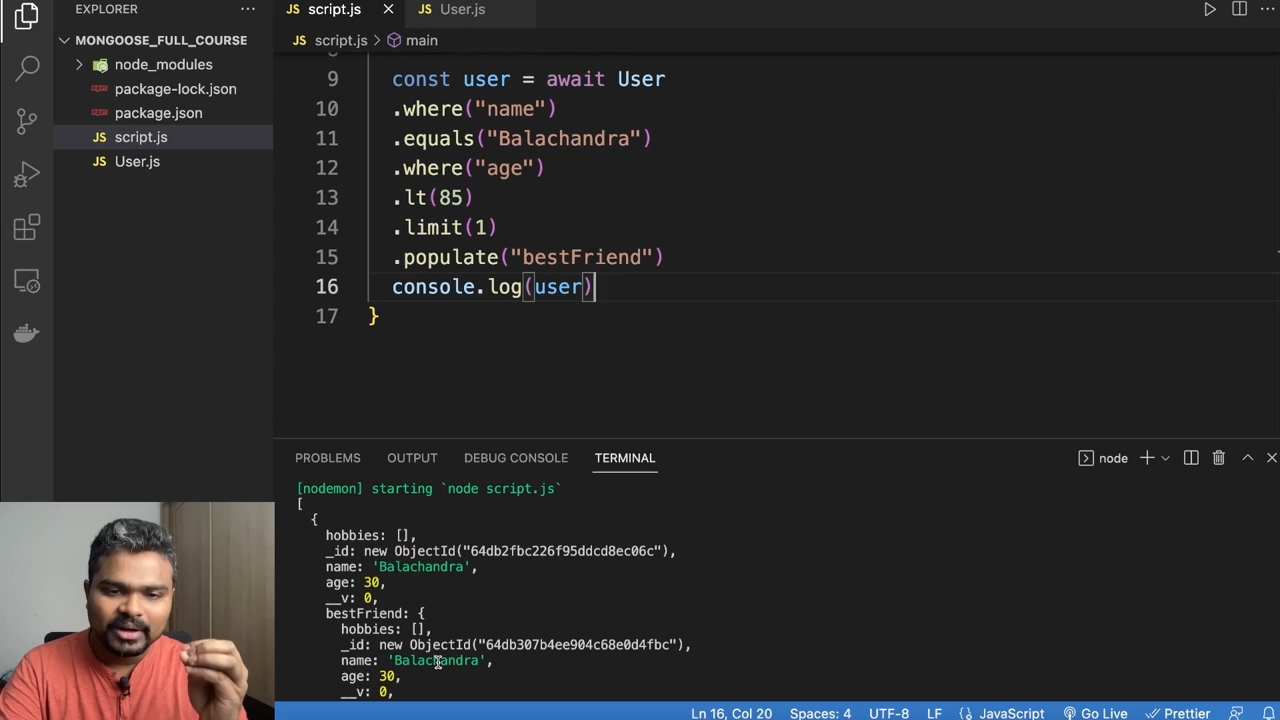 EXPLORER
script.js
User.js
MONGOOSE_FULL_COURSE
node_modules
package-lock.json
package.json
JS script.js
JS User.js
JS script.js > main
9 const user = await User
10 .where("name")
11 .equals("Balachandra")
12 .where("age")
13 .lt(85)
14 .limit(1)
15 .populate("bestFriend")
16 console.log(user)
17 }
PROBLEMS OUTPUT DEBUG CONSOLE TERMINAL
node
[nodemon] starting `node script.js`
[
{
hobbies: [],
_id: new ObjectId("64db2fbc226f95ddcd8ec06c"),
name: 'Balachandra',
age: 30,
__v: 0,
bestFriend: {
hobbies: [],
_id: new ObjectId("64db307b4ee904c68e0d4fbc"),
name: 'Balachandra',
age: 30,
__v: 0,
Ln 16, Col 20 Spaces: 4 UTF-8 LF {} JavaScript Go Live Prettier